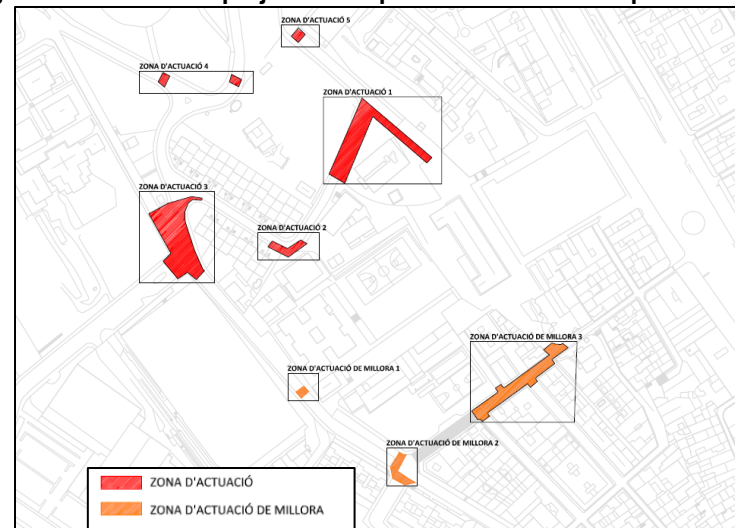 ZONA D'ACTUACIÓ 5
ZONA D'ACTUACIÓ 4
ZONA D'ACTUACIÓ 1
ZONA D'ACTUACIÓ 3
ZONA D'ACTUACIÓ 2
ZONA D'ACTUACIÓ DE MILLORA 3
ZONA D'ACTUACIÓ DE MILLORA 1
ZONA D'ACTUACIÓ DE MILLORA 2
ZONA D'ACTUACIÓ
ZONA D'ACTUACIÓ DE MILLORA